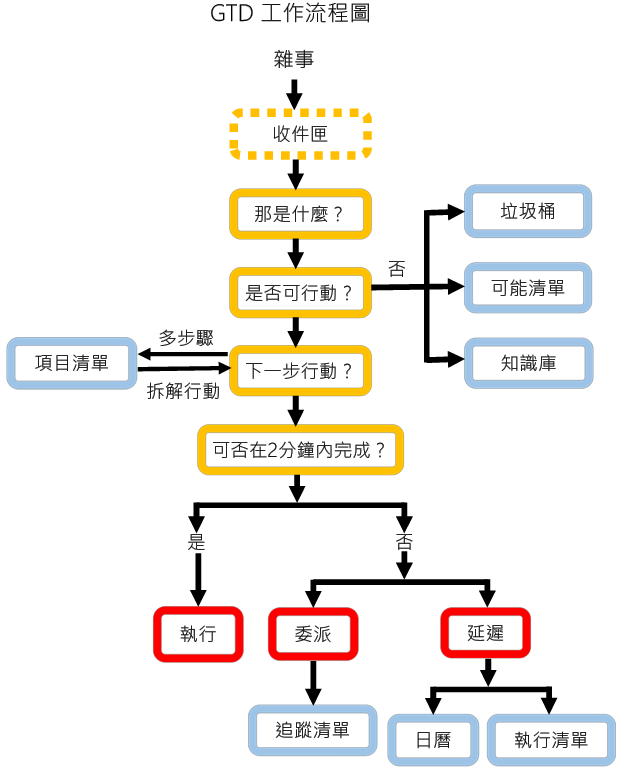 GTD 工作流程圖
雜事
收件匣
那是什麼？
垃圾桶
否
是否可行動？
可能清單
多步驟
項目清單
下一步行動？
知識庫
拆解行動
可否在2分鐘內完成？
是
否
執行
委派
延遲
追蹤清單
日曆
執行清單